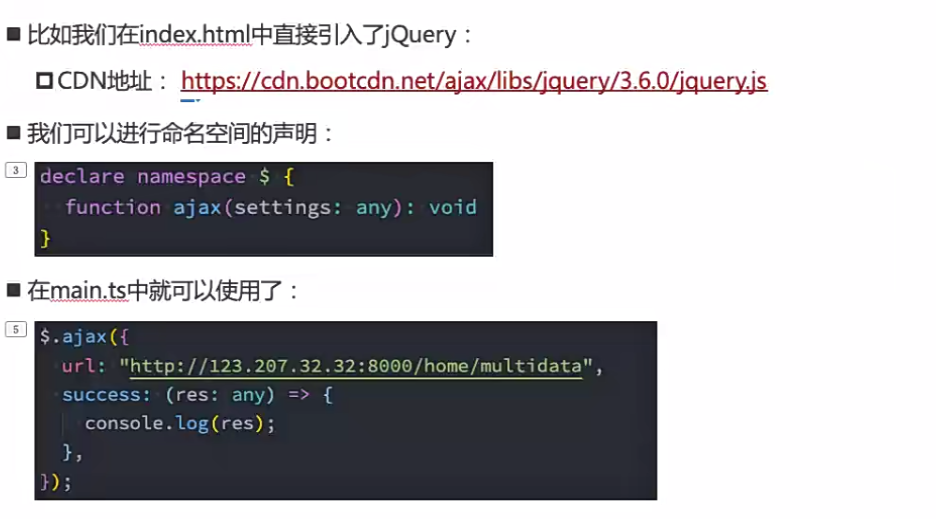 比如我们在index.html中直接引入了jQuery：
CDN地址： https://cdn.bootcdn.net/ajax/libs/jquery/3.6.0/jquery.js
我们可以进行命名空间的声明：
3
declare namespace $ {
function ajax(settings: any): void
}
在main.ts中就可以使用了：
5
$.ajax({
url: "http://123.207.32.32:8000/home/multidata",
success: (res: any) => {
console.log(res);
},
});